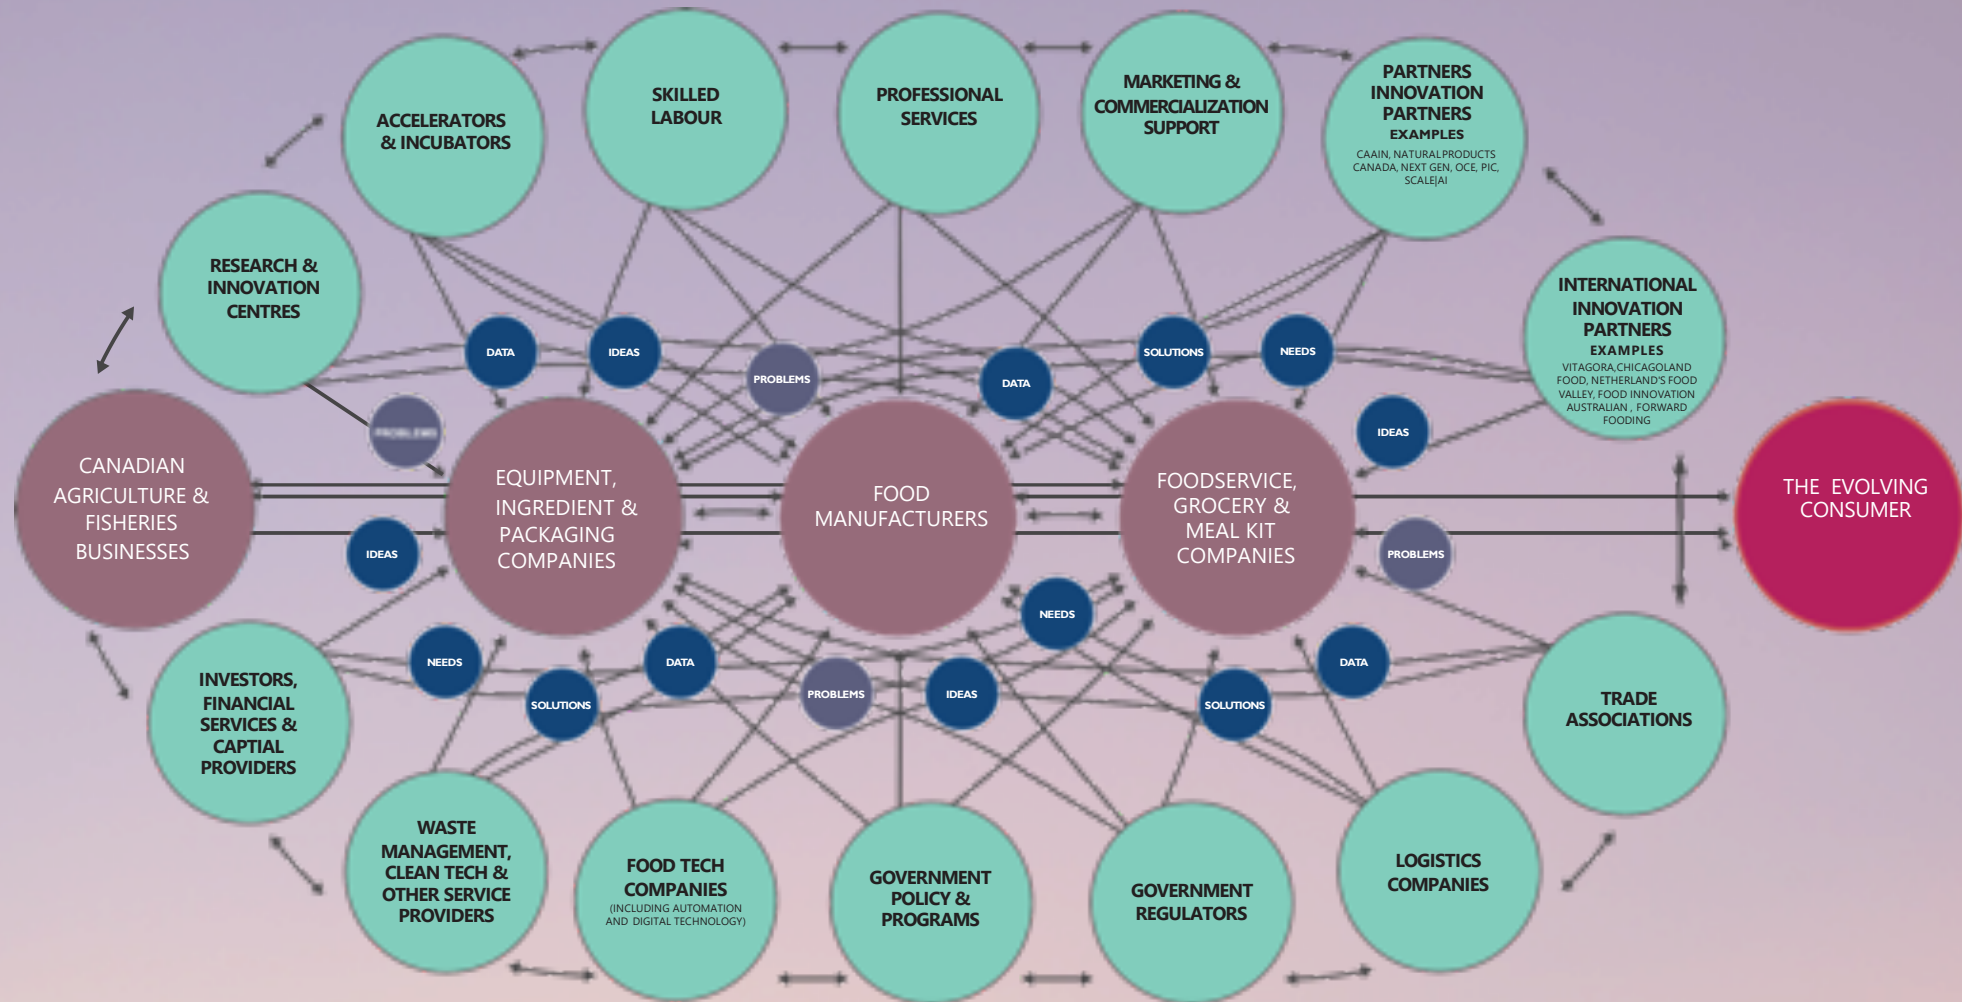 ACCELERATORS
& INCUBATORS
SKILLED
LABOUR
PROFESSIONAL
SERVICES
MARKETING &
COMMERCIALIZATION
SUPPORT
PARTNERS
INNOVATION
PARTNERS
EXAMPLES
CAAIN, NATURALPRODUCTS
CANADA, NEXT GEN, OCE, PIC,
SCALE|AI
RESEARCH &
INNOVATION
CENTRES
INTERNATIONAL
INNOVATION
PARTNERS
EXAMPLES
VITAGORA,CHICAGOLAND
FOOD, NETHERLAND'S FOOD
VALLEY, FOOD INNOVATION
AUSTRALIAN , FORWARD
FOODING
DATA
IDEAS
PROBLEMS
DATA
SOLUTIONS
NEEDS
PROBLEMS
IDEAS
CANADIAN
AGRICULTURE &
FISHERIES
BUSINESSES
EQUIPMENT,
INGREDIENT &
PACKAGING
COMPANIES
FOOD
MANUFACTURERS
FOODSERVICE,
GROCERY &
MEAL KIT
COMPANIES
THE EVOLVING
CONSUMER
IDEAS
PROBLEMS
NEEDS
SOLUTIONS
DATA
PROBLEMS
IDEAS
NEEDS
SOLUTIONS
DATA
INVESTORS,
FINANCIAL
SERVICES &
CAPTIAL
PROVIDERS
TRADE
ASSOCIATIONS
WASTE
MANAGEMENT,
CLEAN TECH &
OTHER SERVICE
PROVIDERS
FOOD TECH
COMPANIES
(INCLUDING AUTOMATION
AND DIGITAL TECHNOLOGY)
GOVERNMENT
POLICY &
PROGRAMS
GOVERNMENT
REGULATORS
LOGISTICS
COMPANIES